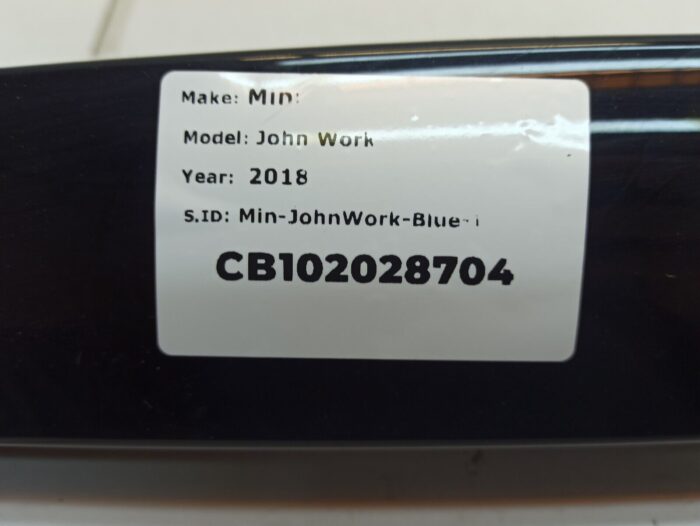 Make: Min
Model: John Work
Year: 2018
S.ID: Min-JohnWork-Blue-
CB102028704